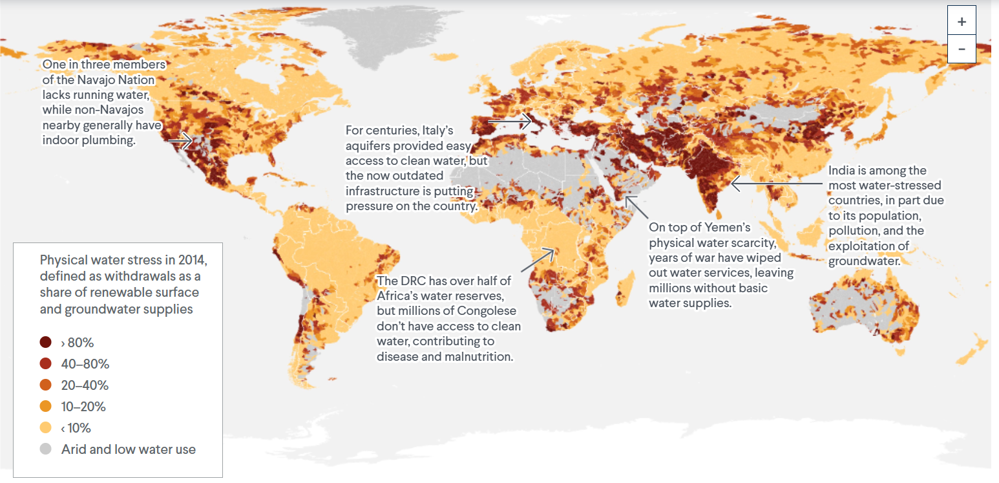 +
-
One in three members
of the Navajo Nation
lacks running water,
while non-Navajos
nearby generally have
indoor plumbing.
For centuries, Italy's
aquifers provided easy
access to clean water, but
the now outdated
infrastructure is putting
pressure on the country.
India is among the
most water-stressed
countries, in part due
to its population,
pollution, and the
exploitation of
groundwater.
On top of Yemen's
physical water scarcity,
years of war have wiped
out water services, leaving
millions without basic
water supplies.
The DRC has over half of
Africa's water reserves,
but millions of Congolese
don't have access to clean
water, contributing to
disease and malnutrition.
Physical water stress in 2014,
defined as withdrawals as a
share of renewable surface
and groundwater supplies
› 80%
40–80%
20–40%
10–20%
‹ 10%
Arid and low water use